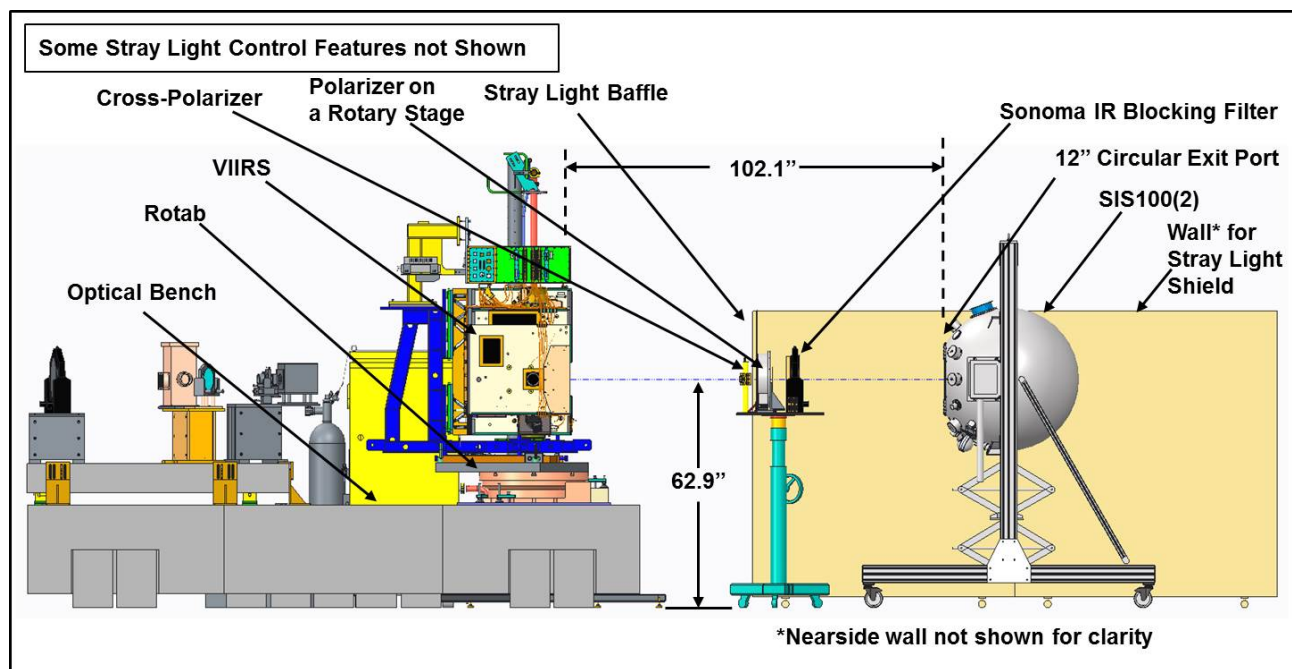 Some Stray Light Control Features not Shown
Cross-Polarizer
Polarizer on
a Rotary Stage
Stray Light Baffle
Sonoma IR Blocking Filter
VIIRS
102.1”
12” Circular Exit Port
Rotab
SIS100(2)
Wall* for
Stray Light
Shield
Optical Bench
62.9”
*Nearside wall not shown for clarity